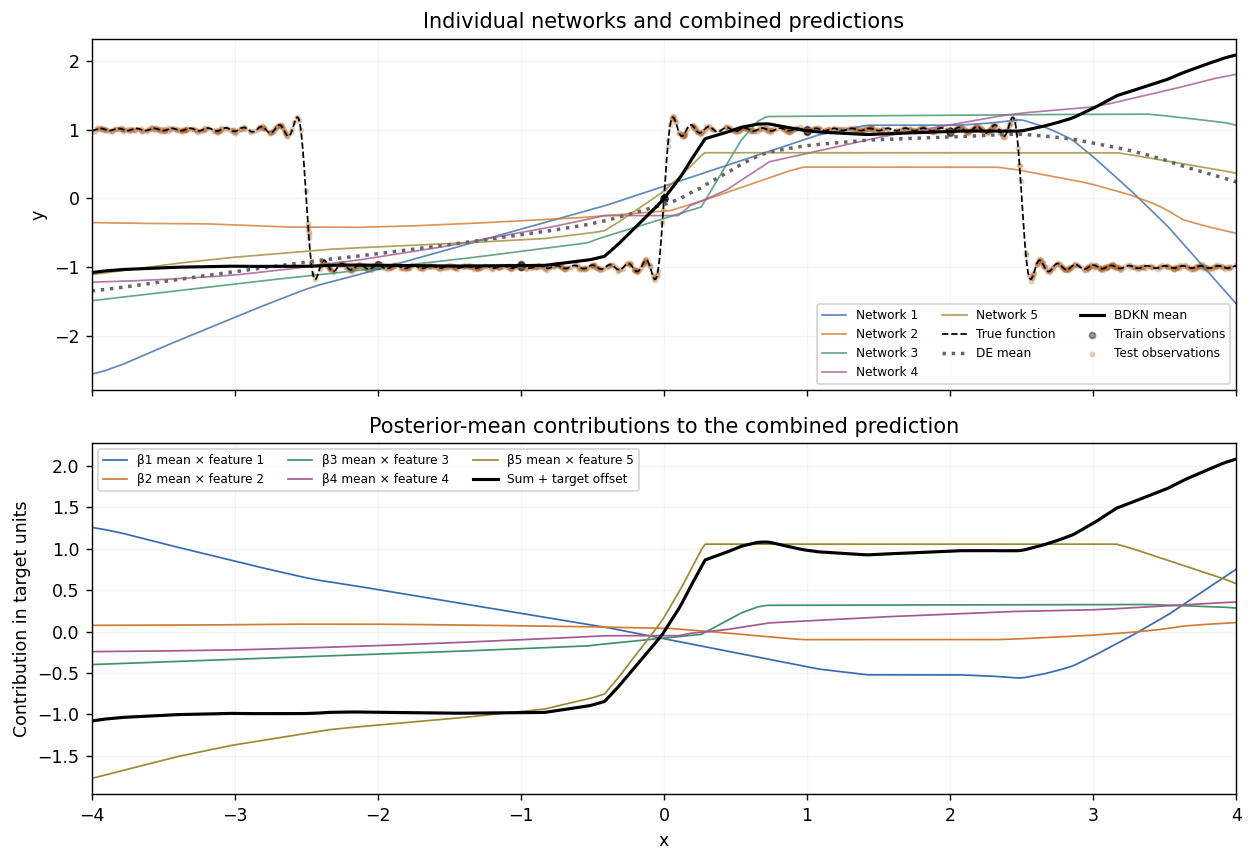 Individual networks and combined predictions
y
2
1
0
−1
−2
Network 1
Network 2
Network 3
Network 4
Network 5
True function
DE mean
BDKN mean
Train observations
Test observations
Posterior-mean contributions to the combined prediction
Contribution in target units
2.0
1.5
1.0
0.5
0.0
−0.5
−1.0
−1.5
β1 mean × feature 1
β2 mean × feature 2
β3 mean × feature 3
β4 mean × feature 4
β5 mean × feature 5
Sum + target offset
−4
−3
−2
−1
0
1
2
3
4
x